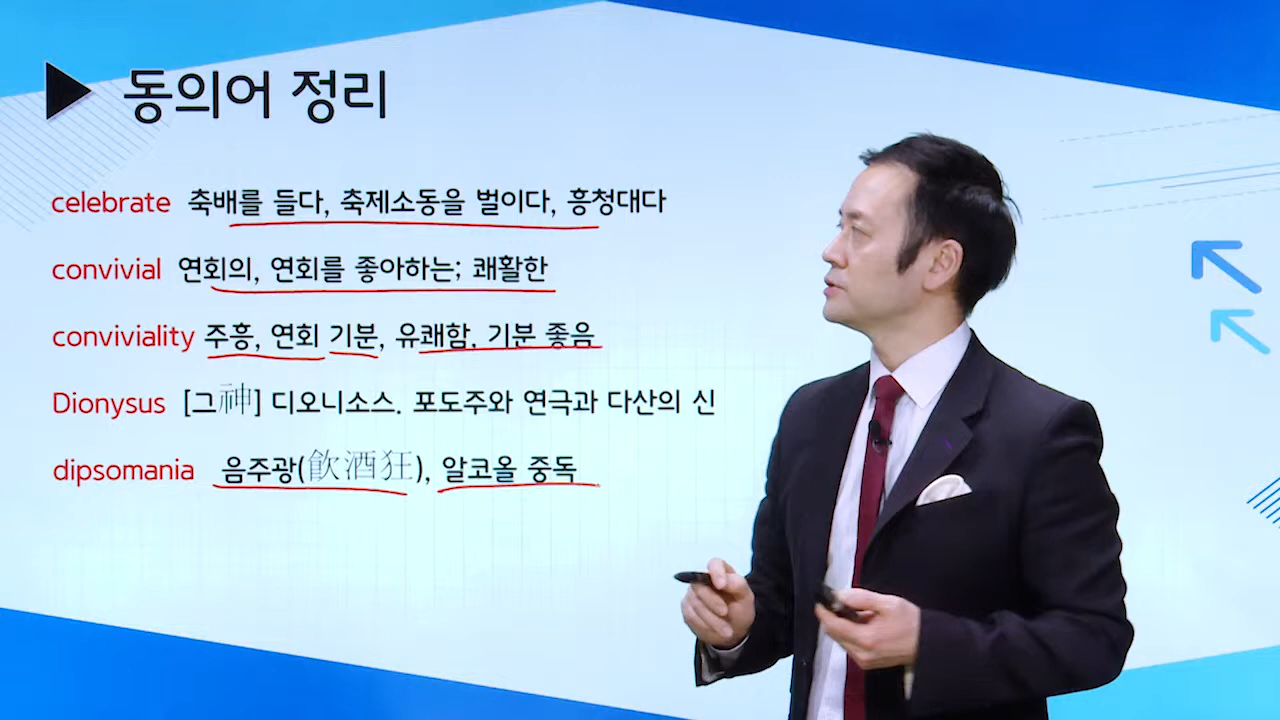 ▶ 동의어 정리
celebrate 축배를 들다, 축제소동을 벌이다, 흥청대다
convivial 연회의, 연회를 좋아하는; 쾌활한
conviviality 주흥, 연회 기분, 유쾌함, 기분 좋음
Dionysus [그神] 디오니소스. 포도주와 연극과 다산의 신
dipsomania 음주광(飮酒狂), 알코올 중독